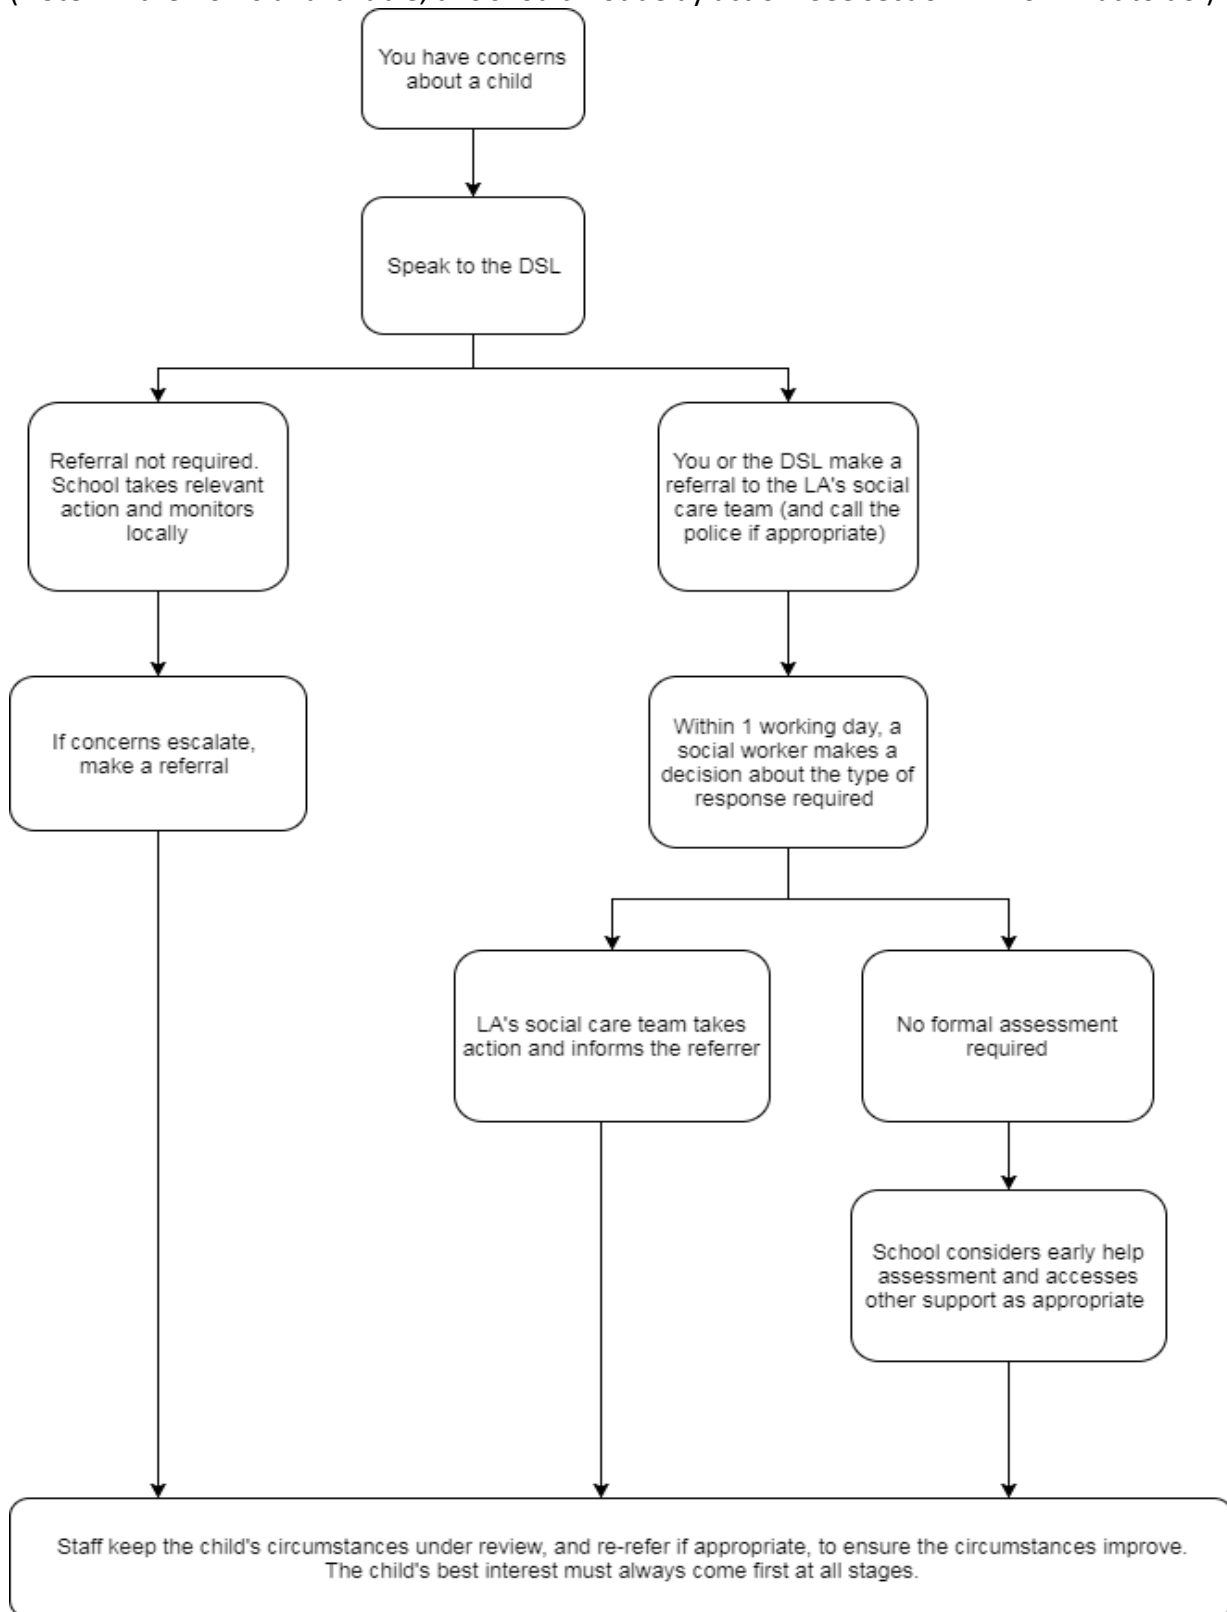 You have concerns
about a child
Speak to the DSL
Referral not required.
School takes relevant
action and monitors
locally
You or the DSL make a
referral to the LA's social
care team (and call the
police if appropriate)
If concerns escalate,
make a referral
Within 1 working day, a
social worker makes a
decision about the type of
response required
LA's social care team takes
action and informs the referrer
No formal assessment
required
School considers early help
assessment and accesses
other support as appropriate
Staff keep the child's circumstances under review, and re-refer if appropriate, to ensure the circumstances improve.
The child's best interest must always come first at all stages.